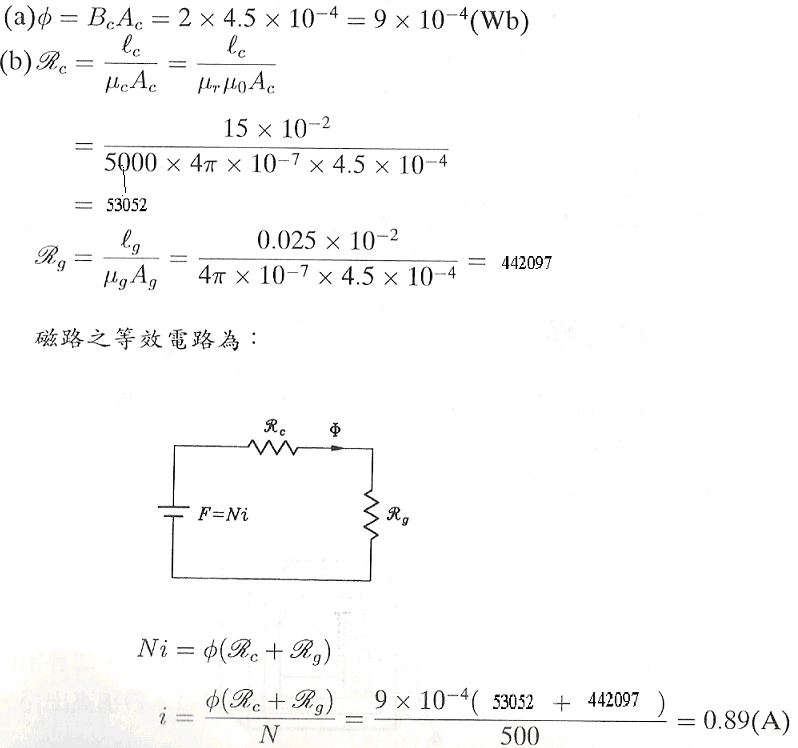 (a) ϕ = B_c A_c = 2 × 4.5 × 10⁻⁴ = 9 × 10⁻⁴(Wb)
(b) ℛ_c = ℓ_c / (μ_c A_c) = ℓ_c / (μ_r μ_0 A_c)
= (15 × 10⁻²) / (5000 × 4π × 10⁻⁷ × 4.5 × 10⁻⁴)
= 53052
ℛ_g = ℓ_g / (μ_g A_g) = (0.025 × 10⁻²) / (4π × 10⁻⁷ × 4.5 × 10⁻⁴) = 442097
磁路之等效電路為：
ℛ_c Φ
F=Ni ℛ_g
Ni = ϕ(ℛ_c + ℛ_g)
i = ϕ(ℛ_c + ℛ_g) / N = 9 × 10⁻⁴( 53052 + 442097 ) / 500 = 0.89(A)